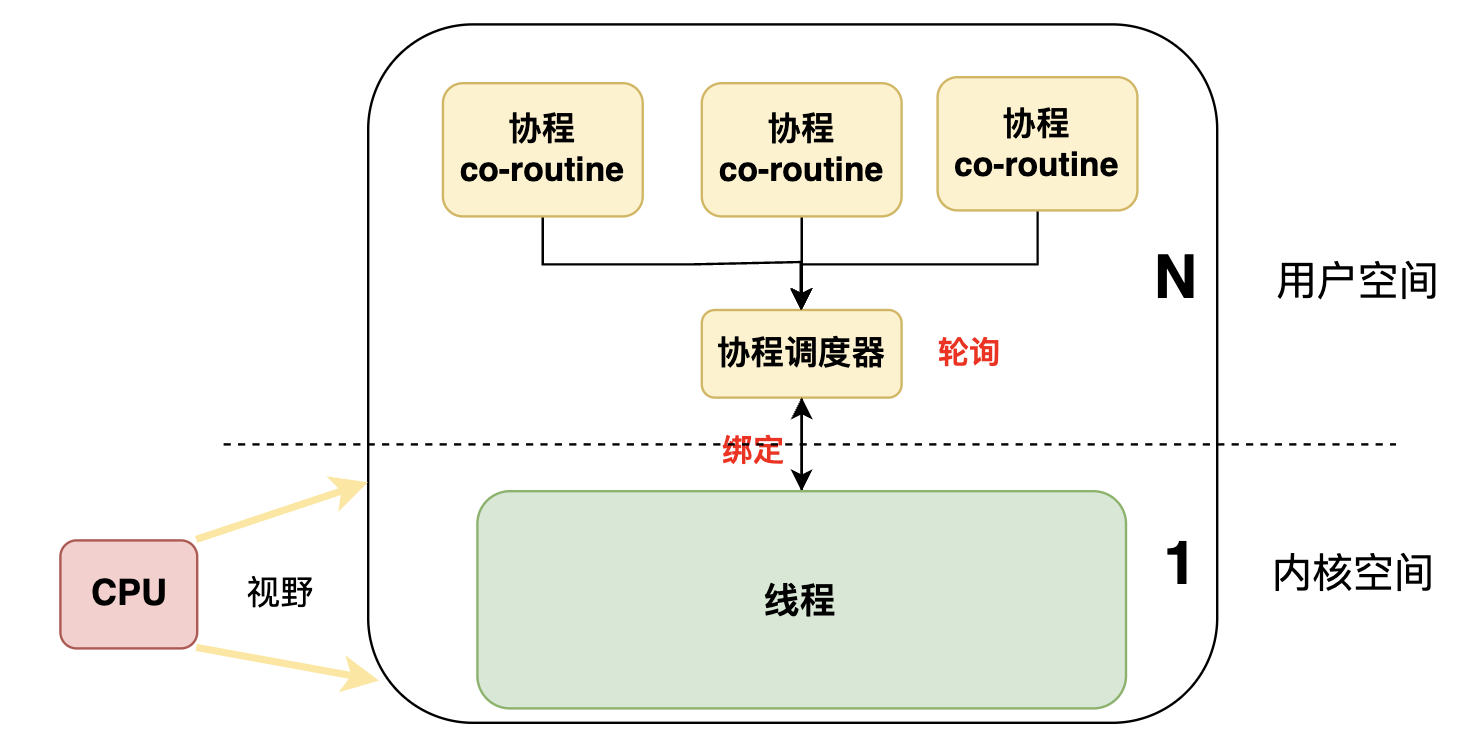 协程
co-routine
协程
co-routine
协程
co-routine
N
用户空间
协程调度器
轮询
绑定
CPU
视野
线程
1
内核空间